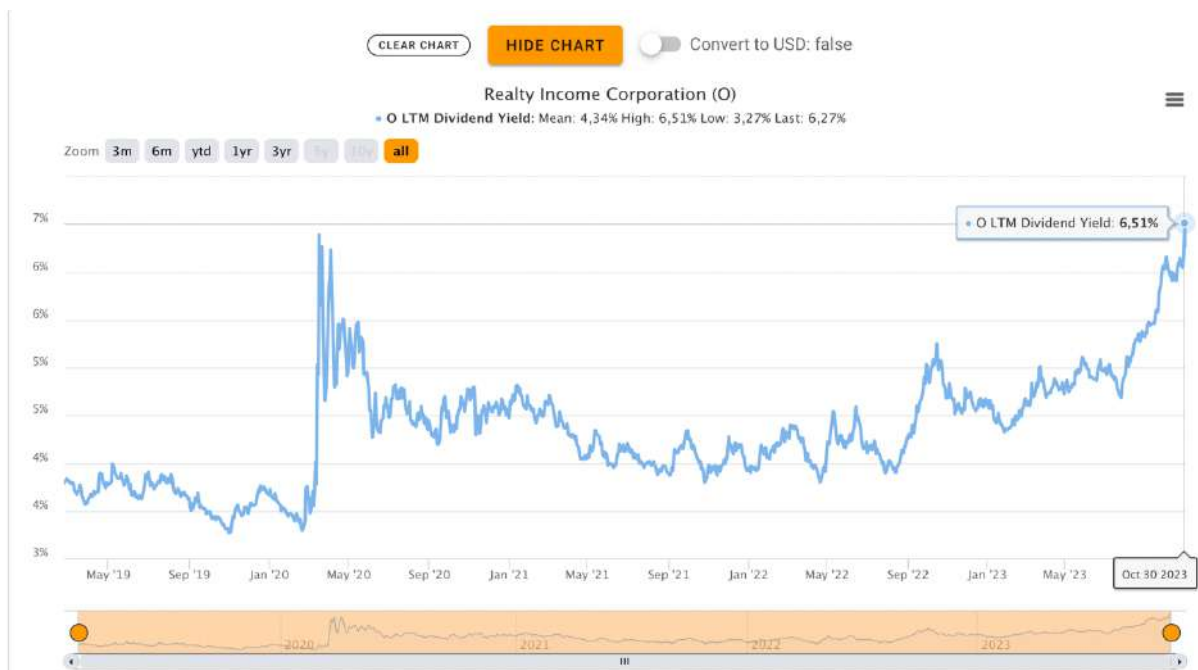 CLEAR CHART HIDE CHART Convert to USD: false
Realty Income Corporation (O)
O LTM Dividend Yield: Mean: 4,34% High: 6,51% Low: 3,27% Last: 6,27%
Zoom 3m 6m ytd 1yr 3yr 5y 10y all
7%
O LTM Dividend Yield: 6,51%
6%
6%
5%
5%
4%
4%
3%
May '19 Sep '19 Jan '20 May '20 Sep '20 Jan '21 May '21 Sep '21 Jan '22 May '22 Sep '22 Jan '23 May '23 Oct 30 2023
2020 2021 2022 2023